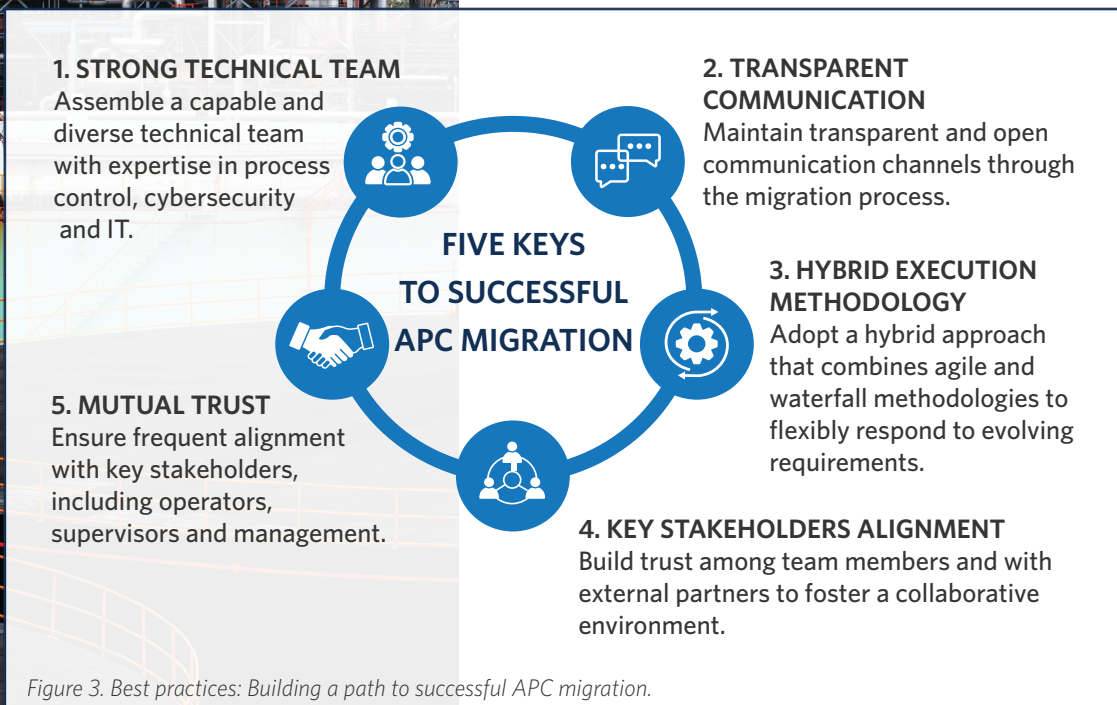 1. STRONG TECHNICAL TEAM
Assemble a capable and
diverse technical team
with expertise in process
control, cybersecurity
and IT.
2. TRANSPARENT
COMMUNICATION
Maintain transparent and open
communication channels through
the migration process.
FIVE KEYS
TO SUCCESSFUL
APC MIGRATION
3. HYBRID EXECUTION
METHODOLOGY
Adopt a hybrid approach
that combines agile and
waterfall methodologies to
flexibly respond to evolving
requirements.
4. KEY STAKEHOLDERS ALIGNMENT
Build trust among team members and with
external partners to foster a collaborative
environment.
5. MUTUAL TRUST
Ensure frequent alignment
with key stakeholders,
including operators,
supervisors and management.
Figure 3. Best practices: Building a path to successful APC migration.